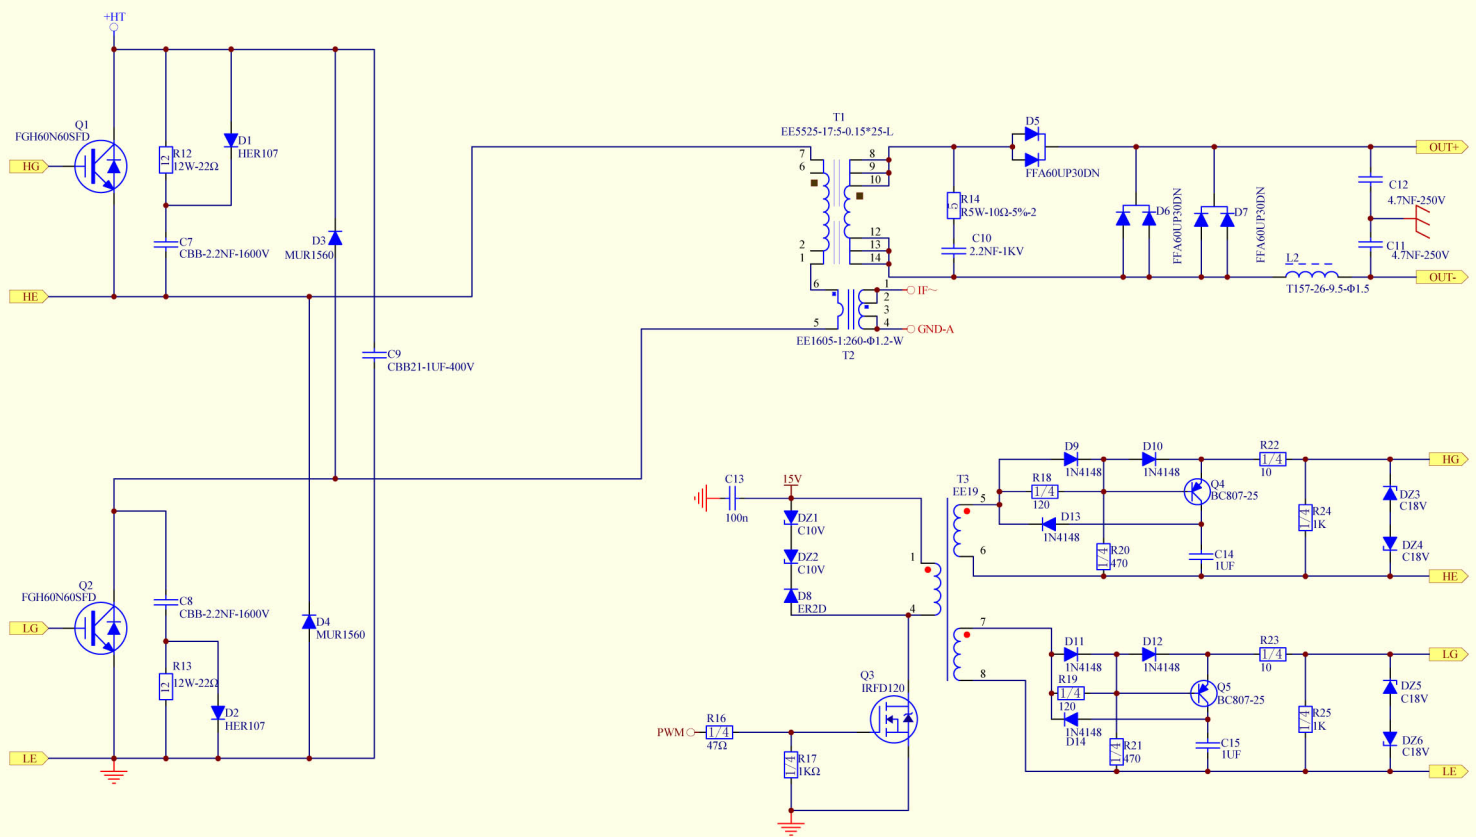 +HT
Q1
FGH60N60SFD
HG
12
R12
12W-22Ω
D1
HER107
C7
CBB-2.2NF-1600V
D3
MUR1560
HE
C9
CBB21-1UF-400V
Q2
FGH60N60SFD
LG
C8
CBB-2.2NF-1600V
12
R13
12W-22Ω
D2
HER107
D4
MUR1560
LE
T1
EE5525-17:5-0.15*25-L
7
6
2
1
8
9
10
12
13
14
6
5
1
2
3
4
IF~
GND-A
EE1605-1:260-Φ1.2-W
T2
5
R14
R5W-10Ω-5%-2
C10
2.2NF-1KV
D5
FFA60UP30DN
D6
FFA60UP30DN
D7
FFA60UP30DN
L2
T157-26-9.5-Φ1.5
C12
4.7NF-250V
C11
4.7NF-250V
OUT+
OUT-
C13
100n
15V
DZ1
C10V
DZ2
C10V
D8
ER2D
T3
EE19
1
4
5
6
7
8
Q3
IRFD120
PWM
R16
1/4
47Ω
1/4
R17
1KΩ
D9
1N4148
D10
1N4148
R18
1/4
120
D13
1N4148
1/4
R20
470
Q4
BC807-25
C14
1UF
R22
1/4
10
1/4
R24
1K
DZ3
C18V
DZ4
C18V
HG
HE
D11
1N4148
D12
1N4148
R19
1/4
120
1N4148
D14
1/4
R21
470
Q5
BC807-25
C15
1UF
R23
1/4
10
1/4
R25
1K
DZ5
C18V
DZ6
C18V
LG
LE